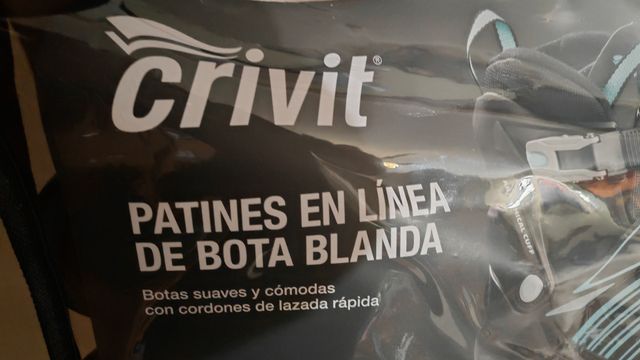 crivit®
PATINES EN LÍNEA
DE BOTA BLANDA
Botas suaves y cómodas
con cordones de lazada rápida